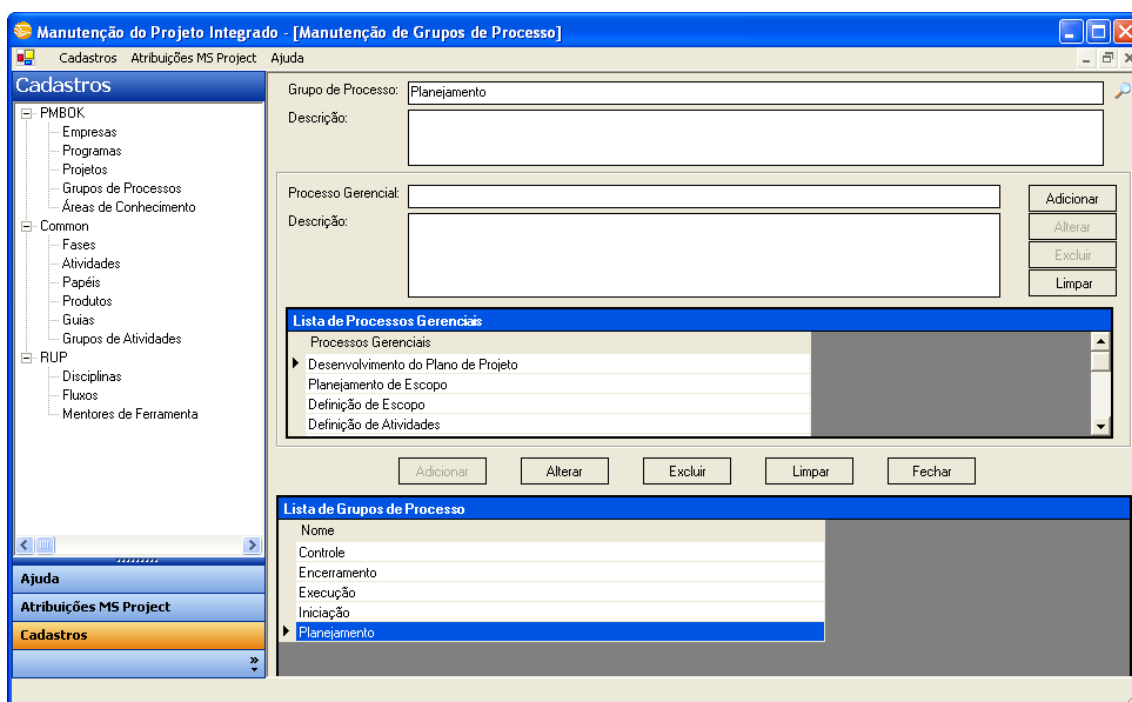 Manutenção do Projeto Integrado - [Manutenção de Grupos de Processo]
Cadastros Atribuições MS Project Ajuda
Cadastros
PMBOK
Empresas
Programas
Projetos
Grupos de Processos
Áreas de Conhecimento
Common
Fases
Atividades
Papéis
Produtos
Guias
Grupos de Atividades
RUP
Disciplinas
Fluxos
Mentores de Ferramenta
Ajuda
Atribuições MS Project
Cadastros
Grupo de Processo: Planejamento
Descrição:
Processo Gerencial:
Descrição:
Adicionar
Alterar
Excluir
Limpar
Lista de Processos Gerenciais
Processos Gerenciais
Desenvolvimento do Plano de Projeto
Planejamento de Escopo
Definição de Escopo
Definição de Atividades
Adicionar Alterar Excluir Limpar Fechar
Lista de Grupos de Processo
Nome
Controle
Encerramento
Execução
Iniciação
Planejamento